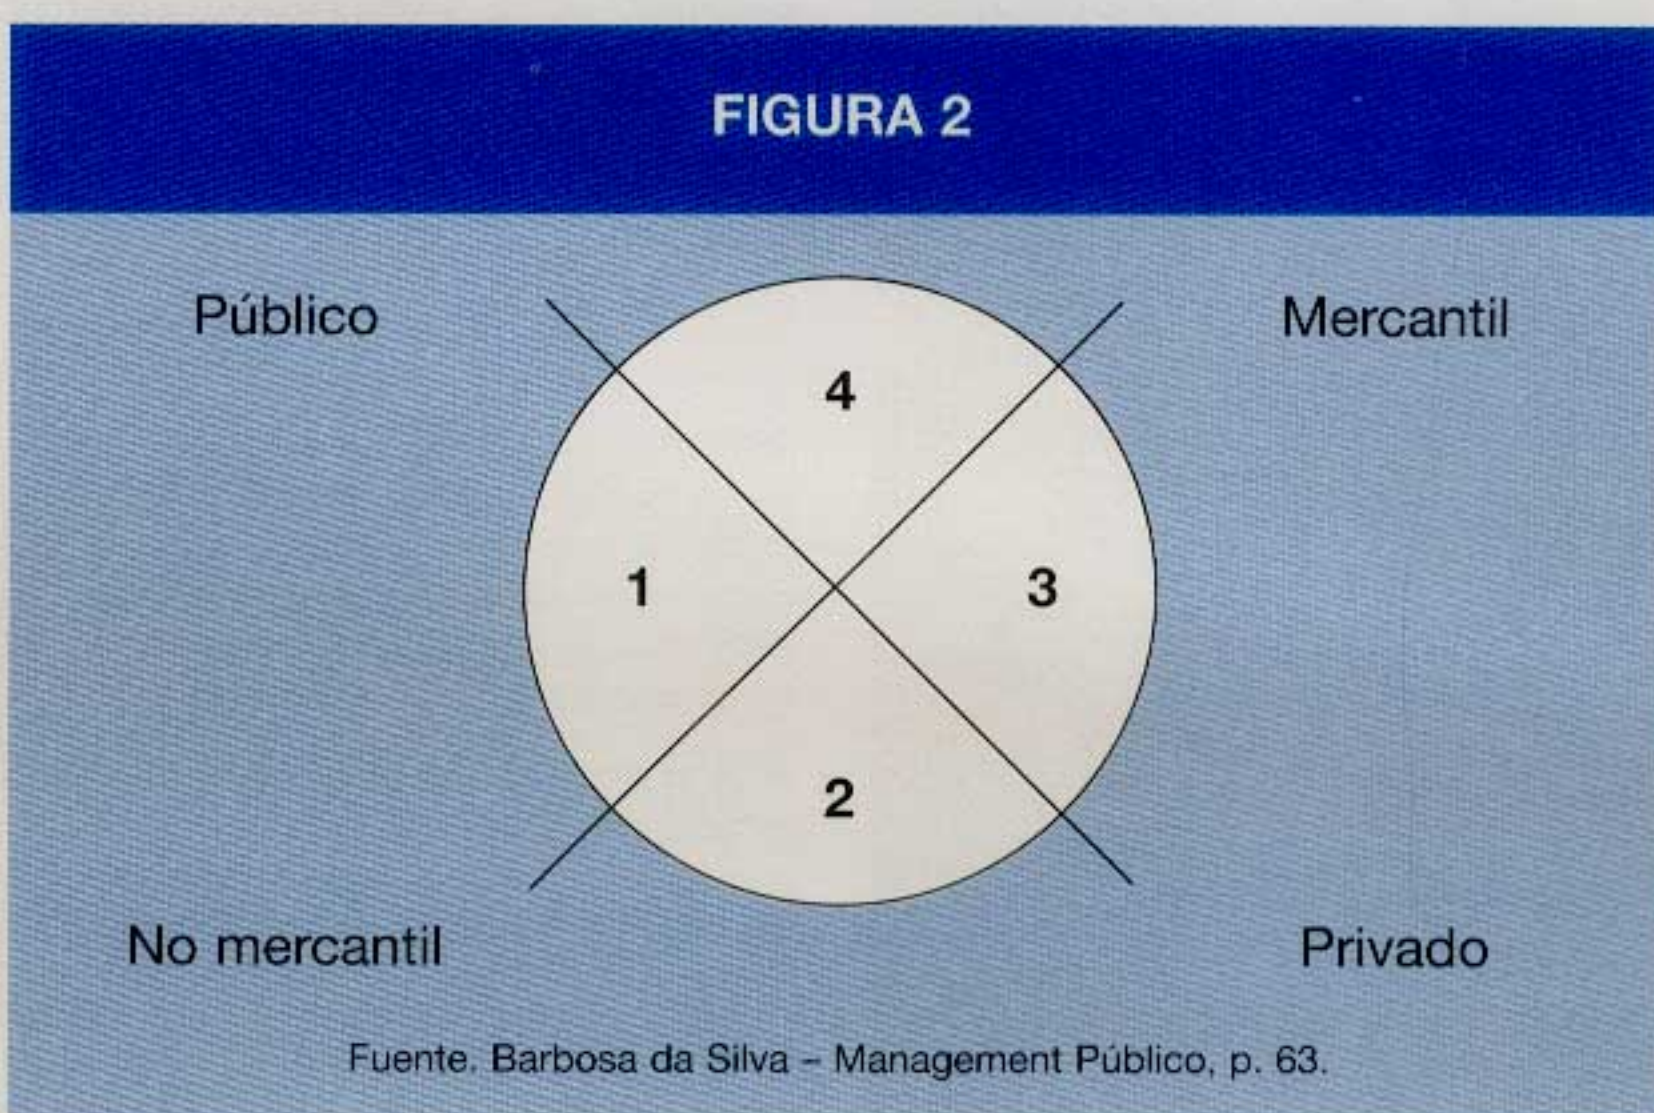 FIGURA 2
Público
Mercantil
4
1
3
2
No mercantil
Privado
Fuente. Barbosa da Silva – Management Público, p. 63.